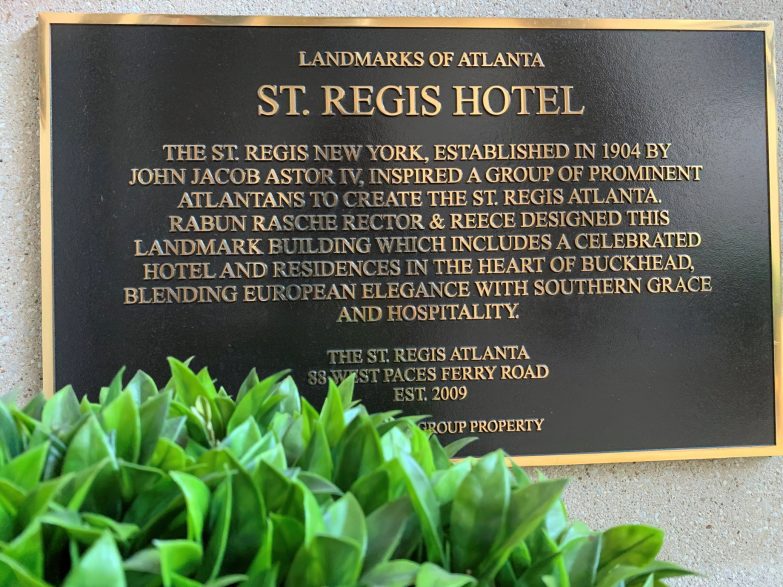 LANDMARKS OF ATLANTA
ST. REGIS HOTEL
THE ST. REGIS NEW YORK, ESTABLISHED IN 1904 BY
JOHN JACOB ASTOR IV, INSPIRED A GROUP OF PROMINENT
ATLANTANS TO CREATE THE ST. REGIS ATLANTA.
RABUN RASCHE RECTOR & REECE DESIGNED THIS
LANDMARK BUILDING WHICH INCLUDES A CELEBRATED
HOTEL AND RESIDENCES IN THE HEART OF BUCKHEAD,
BLENDING EUROPEAN ELEGANCE WITH SOUTHERN GRACE
AND HOSPITALITY.
THE ST. REGIS ATLANTA
88 WEST PACES FERRY ROAD
EST. 2009
GROUP PROPERTY